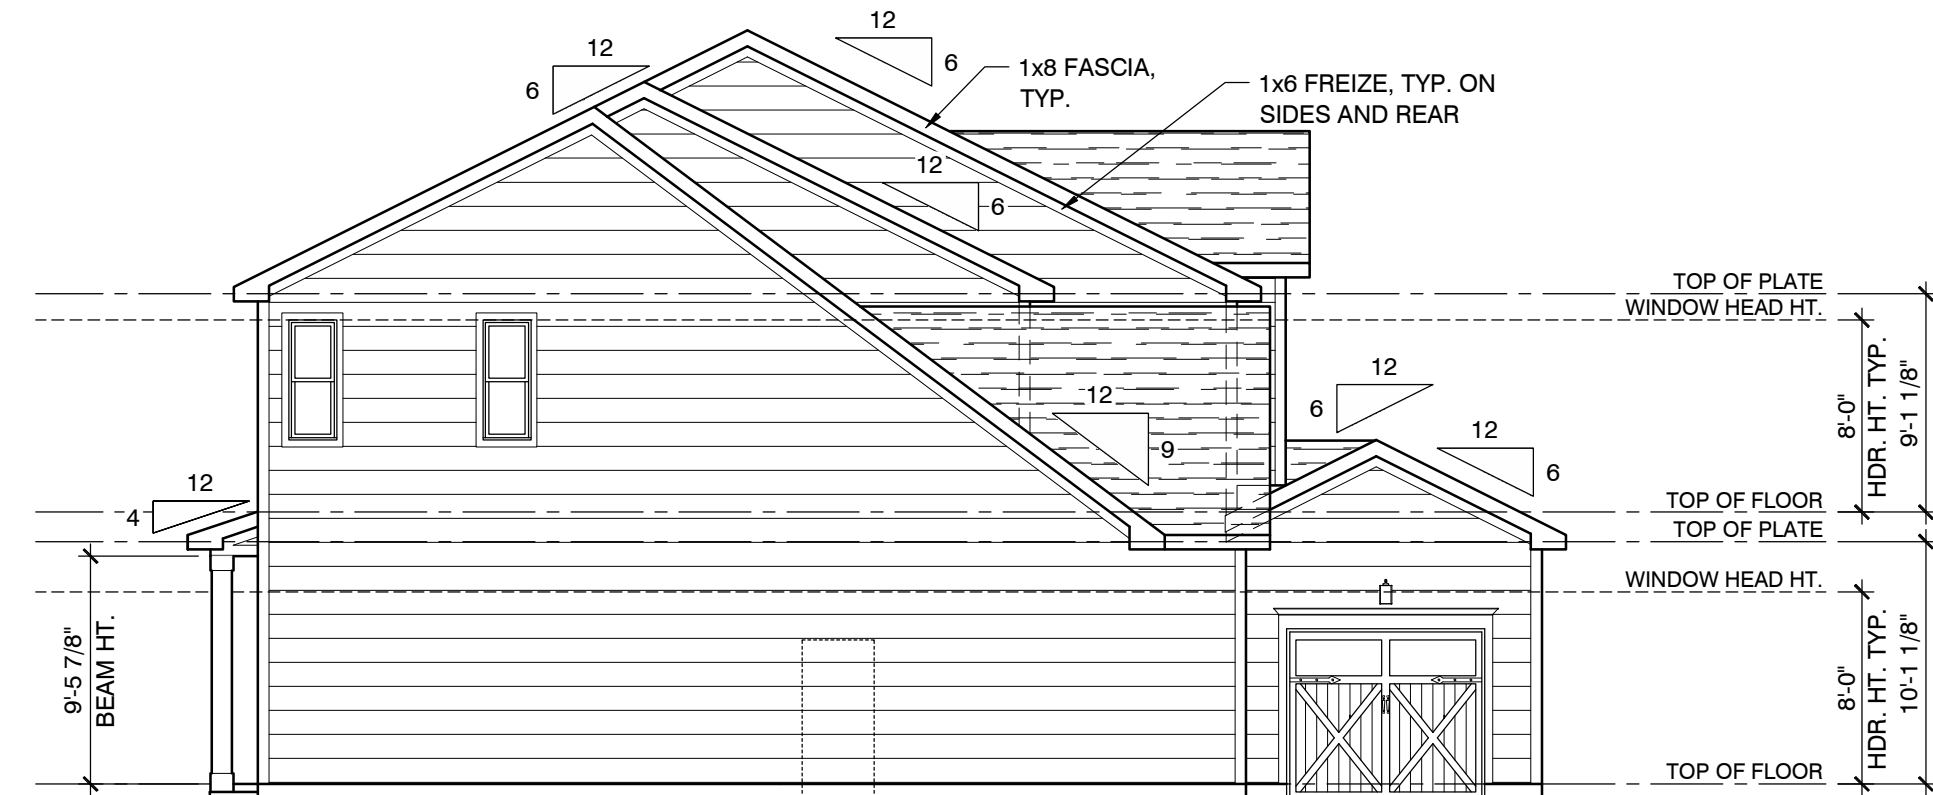 12
6
12
6
1x8 FASCIA,
TYP.
1x6 FREIZE, TYP. ON
SIDES AND REAR
12
6
TOP OF PLATE
WINDOW HEAD HT.
8'-0"
HDR. HT. TYP.
9'-1 1/8"
12
6
12
9
12
6
12
4
TOP OF FLOOR
TOP OF PLATE
WINDOW HEAD HT.
9'-5 7/8"
BEAM HT.
8'-0"
HDR. HT. TYP.
10'-1 1/8"
TOP OF FLOOR